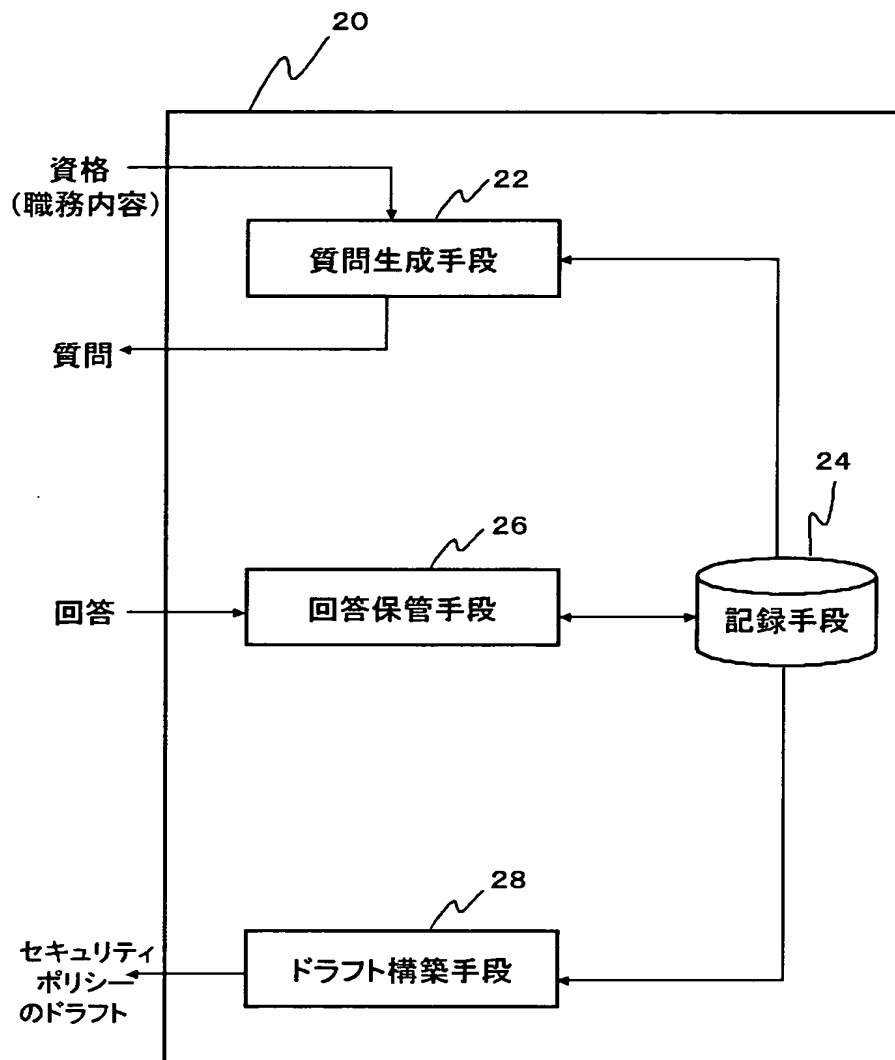 20
資格
（職務内容）
22
質問生成手段
質問
24
26
回答
回答保管手段
記録手段
28
セキュリティ
ポリシー
のドラフト
ドラフト構築手段